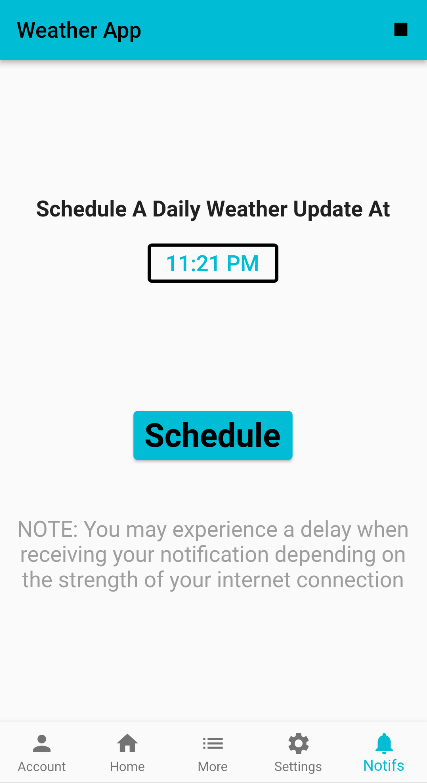 Weather App
Schedule A Daily Weather Update At
11:21 PM
Schedule
NOTE: You may experience a delay when
receiving your notification depending on
the strength of your internet connection
Account Home More Settings Notifs